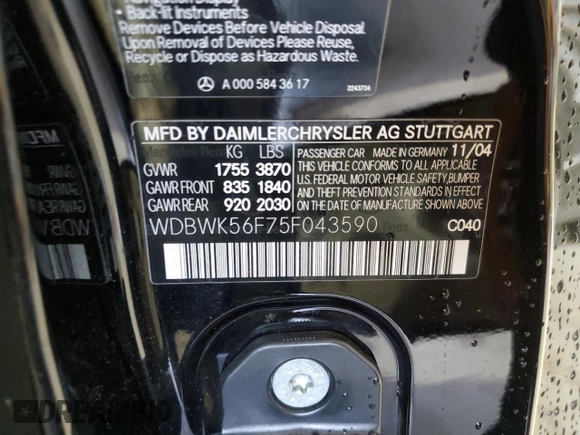 Navigation Display
- Back-lit Instruments
Remove Devices Before Vehicle Disposal.
Upon Removal of Devices Please Reuse,
Recycle or Dispose as Hazardous Waste.
A 000 584 36 17
2243734
MFD BY DAIMLERCHRYSLER AG STUTTGART
KG LBS
PASSENGER CAR MADE IN GERMANY 11/04
GVWR 1755 3870
THIS VEHICLE CONFORMS TO ALL APPLICABLE
GAWR FRONT 835 1840
U.S. FEDERAL MOTOR VEHICLE SAFETY,BUMPER
AND THEFT PREVENTION STANDARDS IN EFFECT
GAWR REAR 920 2030
ON THE DATE OF MANUFACTURE SHOWN ABOVE.
WDBWK56F75F043590
C040